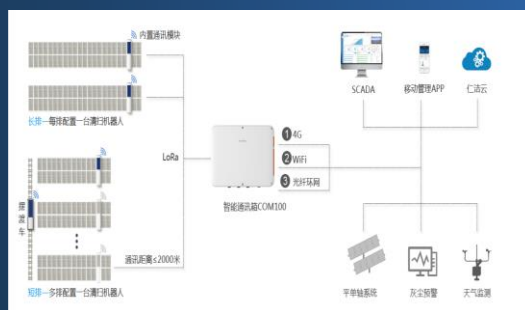 内置通讯模块
长排—每排配置一台清扫机器人
LoRa
摆渡车
通讯距离≤2000米
短排—多排配置一台清扫机器人
智能通讯箱COM100
1 4G
2 WiFi
3 光纤环网
SCADA
移动管理APP
仁洁云
平单轴系统
灰尘预警
天气监测